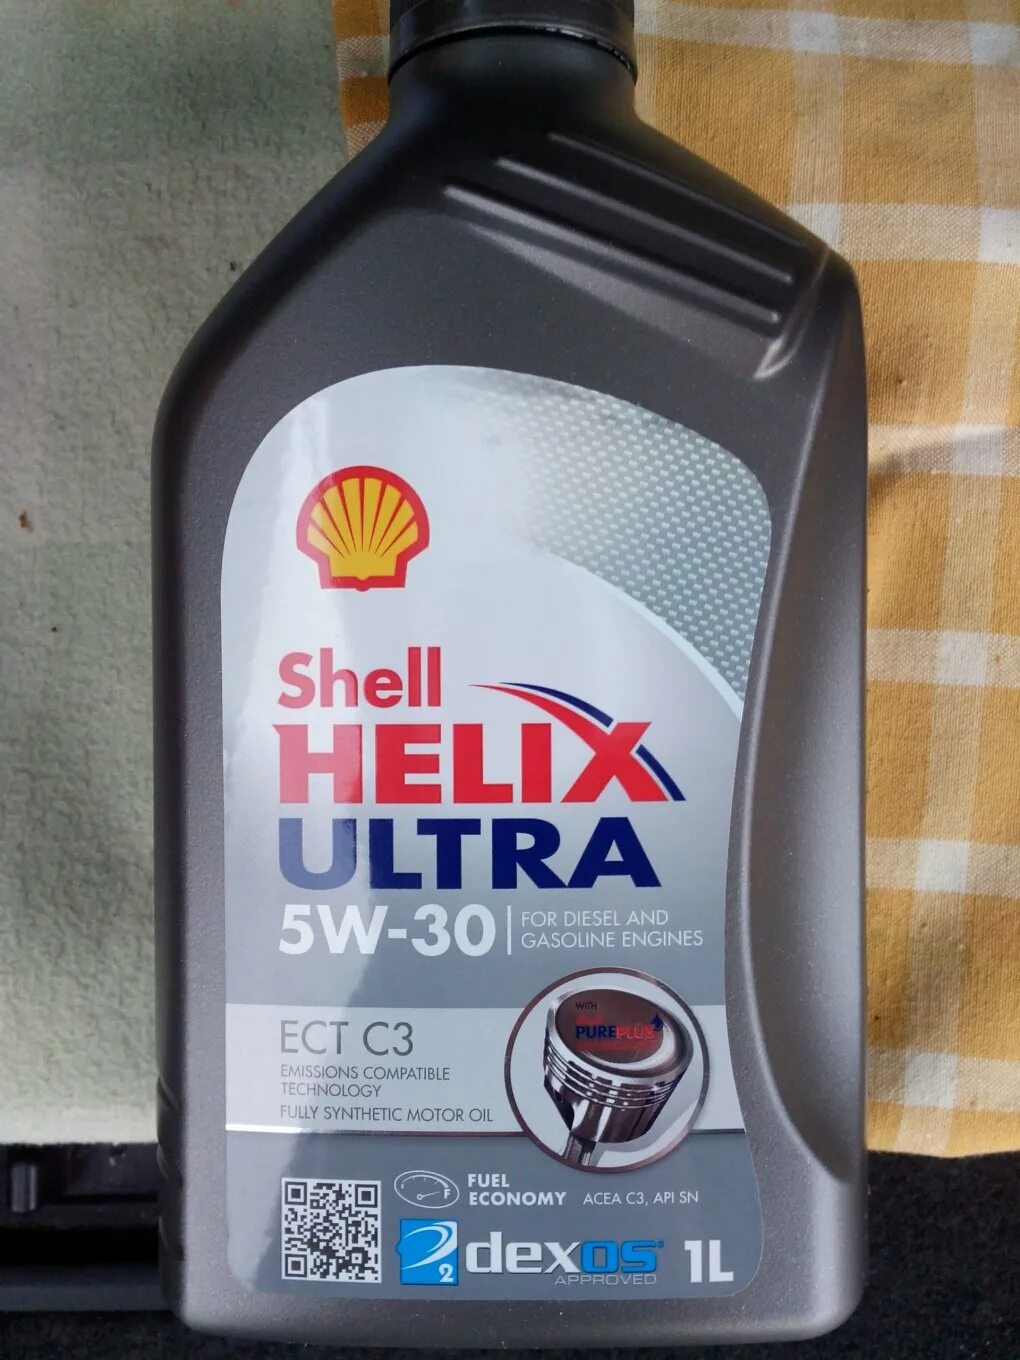 Shell
HELIX
ULTRA
5W-30
FOR DIESEL AND
GASOLINE ENGINES
WITH
PUREPLUS
ECT C3
EMISSIONS COMPATIBLE
TECHNOLOGY
FULLY SYNTHETIC MOTOR OIL
FUEL
ECONOMY
ACEA C3, API SN
2
dexos
APPROVED
1L